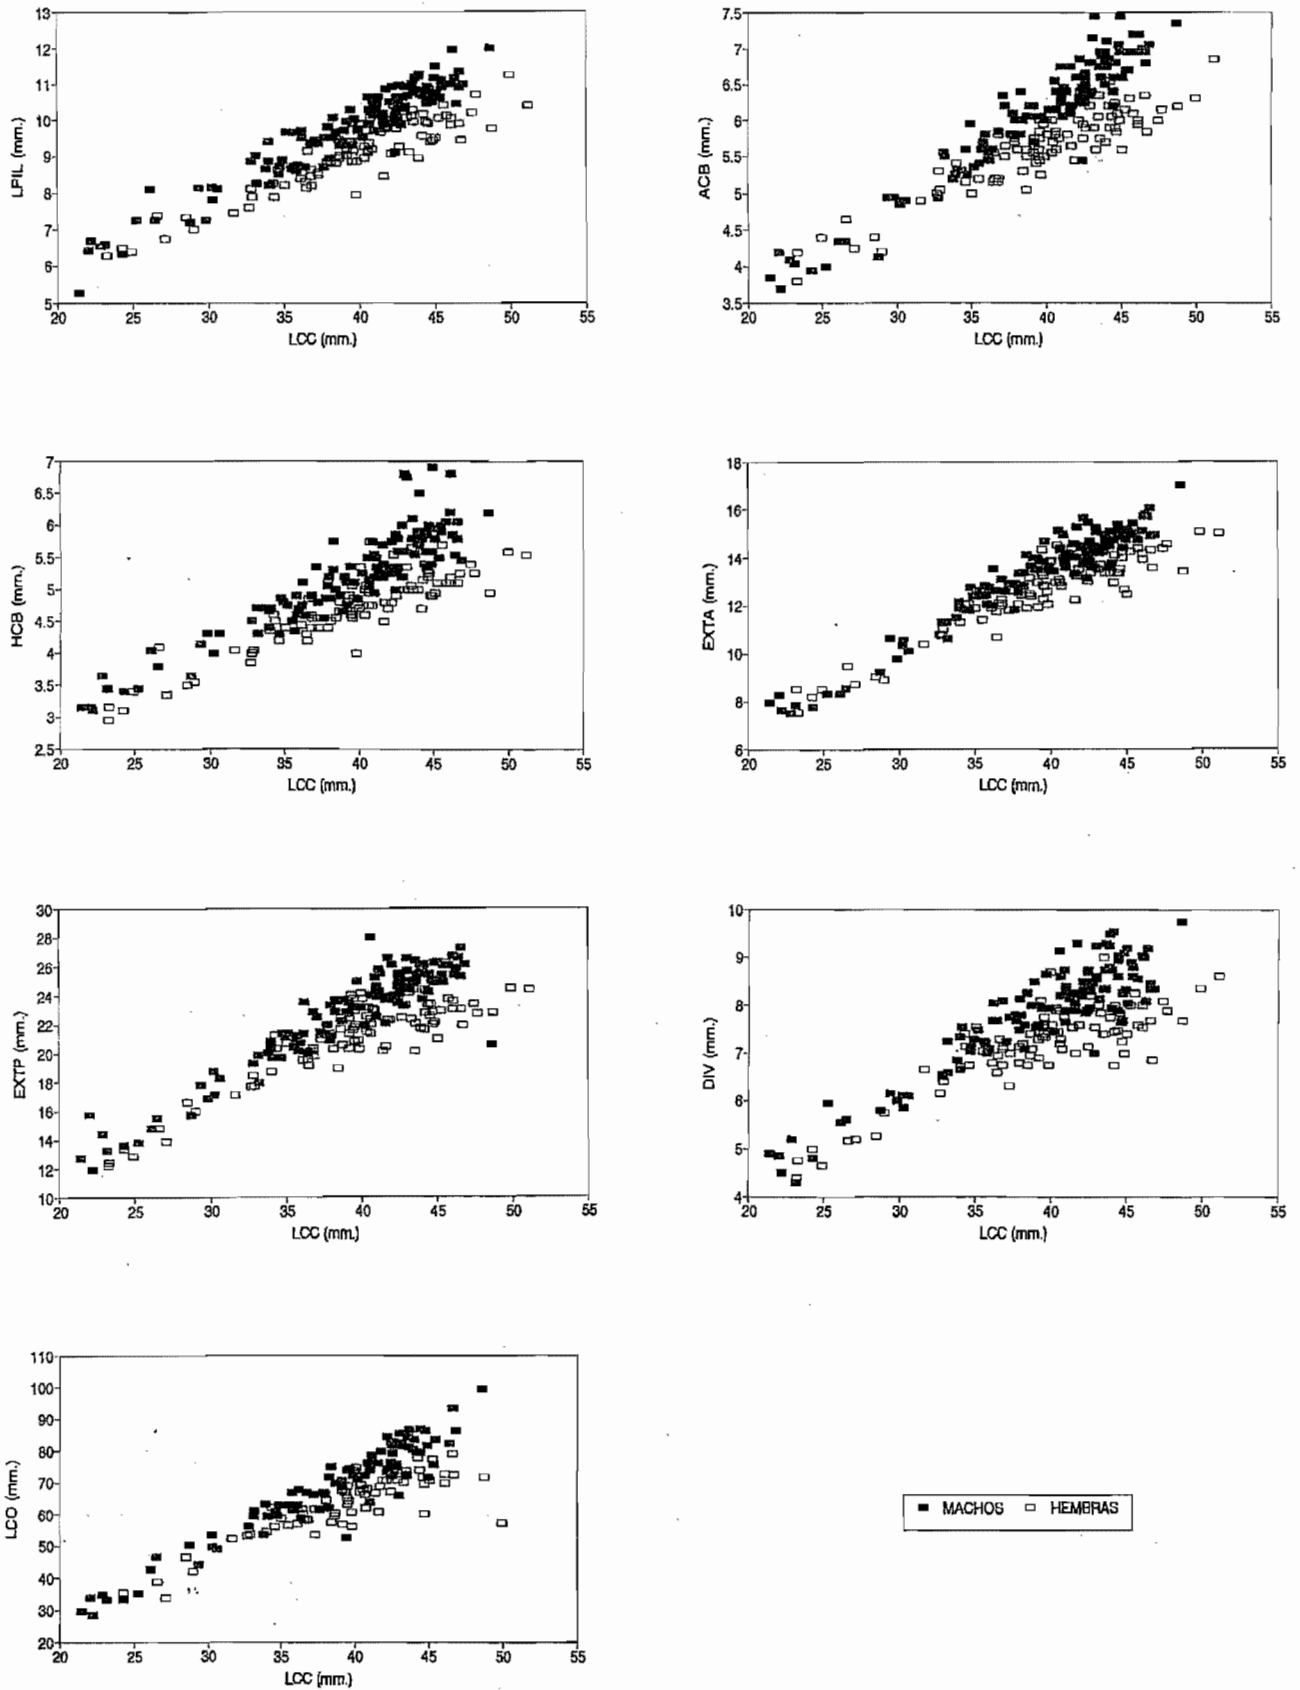 13
12
11
10
9
8
7
6
5
LPIL (mm.)
20 25 30 35 40 45 50 55
LCC (mm.)
7.5
7
6.5
6
5.5
5
4.5
4
3.5
ACB (mm.)
20 25 30 35 40 45 50 55
LCC (mm.)
7
6.5
6
5.5
5
4.5
4
3.5
3
2.5
HCB (mm.)
20 25 30 35 40 45 50 55
LCC (mm.)
18
16
14
12
10
8
6
EXTA (mm.)
20 25 30 35 40 45 50 55
LCC (mm.)
30
28
26
24
22
20
18
16
14
12
10
EXTP (mm.)
20 25 30 35 40 45 50 55
LCC (mm.)
10
9
8
7
6
5
4
DIV (mm.)
20 25 30 35 40 45 50 55
LCC (mm.)
110
100
90
80
70
60
50
40
30
20
LCO (mm.)
20 25 30 35 40 45 50 55
LCC (mm.)
MACHOS HEMBRAS